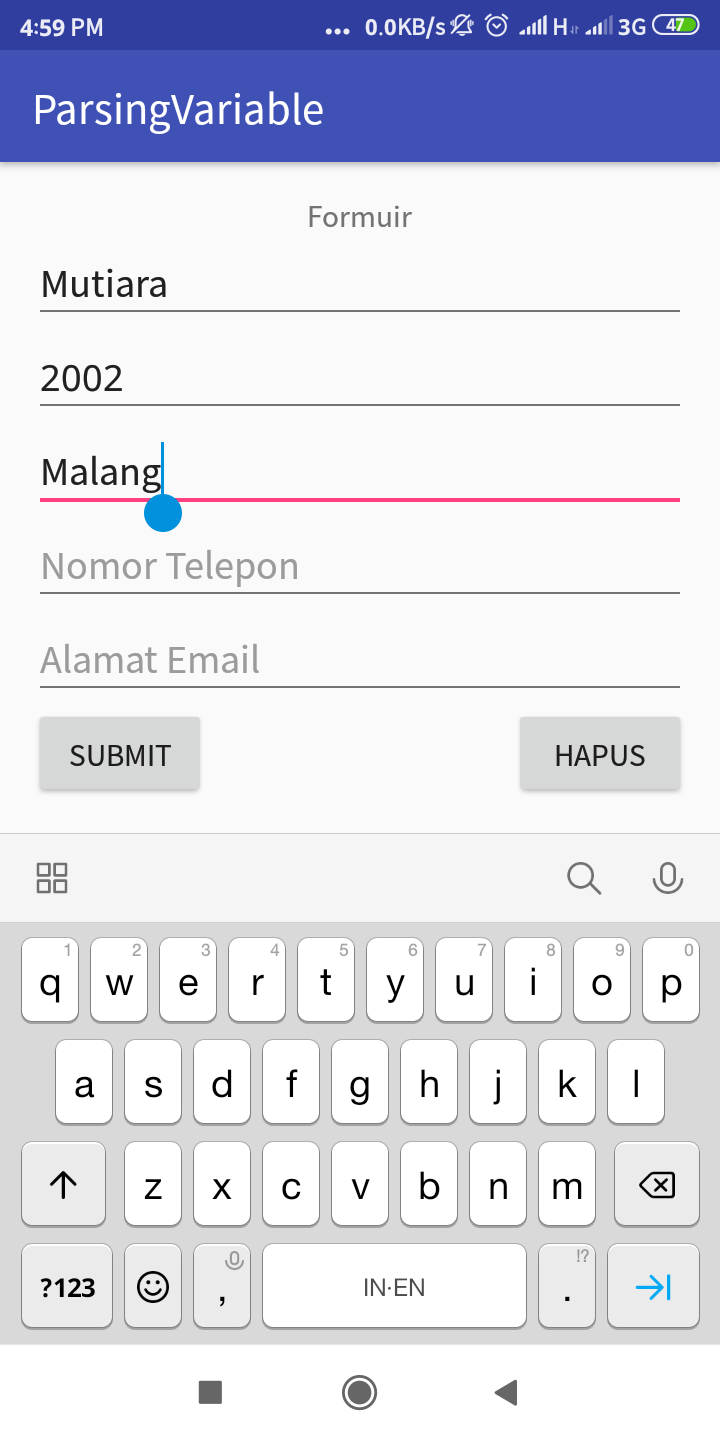 4:59 PM ... 0.0KB/s H 3G 47
ParsingVariable
Formuir
Mutiara
2002
Malang
Nomor Telepon
Alamat Email
SUBMIT HAPUS
1 2 3 4 5 6 7 8 9 0
q w e r t y u i o p
a s d f g h j k l
z x c v b n m
!?
?123 , IN·EN .